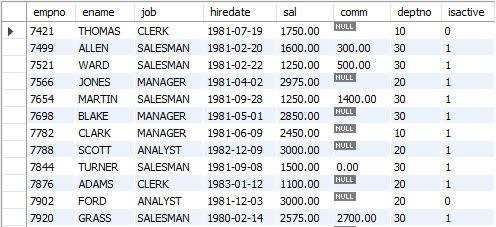 empno ename job hiredate sal comm deptno isactive
7421 THOMAS CLERK 1981-07-19 1750.00 NULL 10 0
7499 ALLEN SALESMAN 1981-02-20 1600.00 300.00 30 1
7521 WARD SALESMAN 1981-02-22 1250.00 500.00 30 1
7566 JONES MANAGER 1981-04-02 2975.00 NULL 20 1
7654 MARTIN SALESMAN 1981-09-28 1250.00 1400.00 30 1
7698 BLAKE MANAGER 1981-05-01 2850.00 NULL 30 1
7782 CLARK MANAGER 1981-06-09 2450.00 NULL 10 1
7788 SCOTT ANALYST 1982-12-09 3000.00 NULL 20 1
7844 TURNER SALESMAN 1981-09-08 1500.00 0.00 30 1
7876 ADAMS CLERK 1983-01-12 1100.00 NULL 20 1
7902 FORD ANALYST 1981-12-03 3000.00 NULL 20 0
7920 GRASS SALESMAN 1980-02-14 2575.00 2700.00 30 1